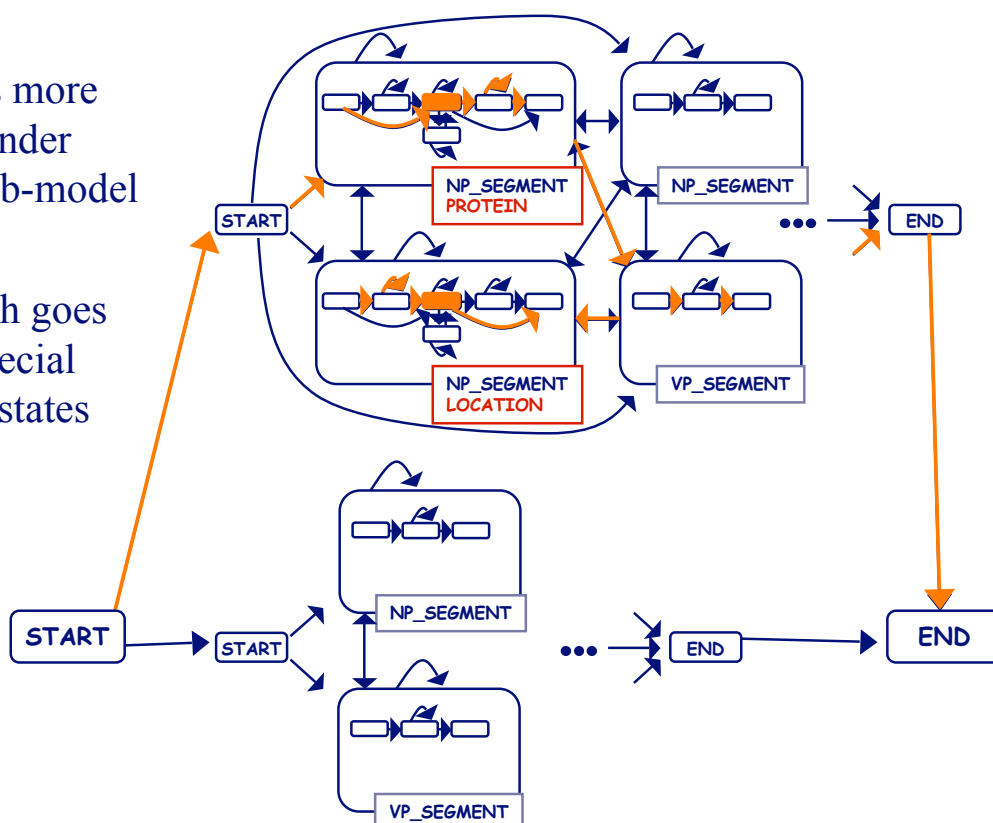 more
nder
b-model
h goes
ecial
states
NP_SEGMENT
PROTEIN
NP_SEGMENT
START
•••
END
NP_SEGMENT
LOCATION
VP_SEGMENT
NP_SEGMENT
START
START
•••
END
END
VP_SEGMENT